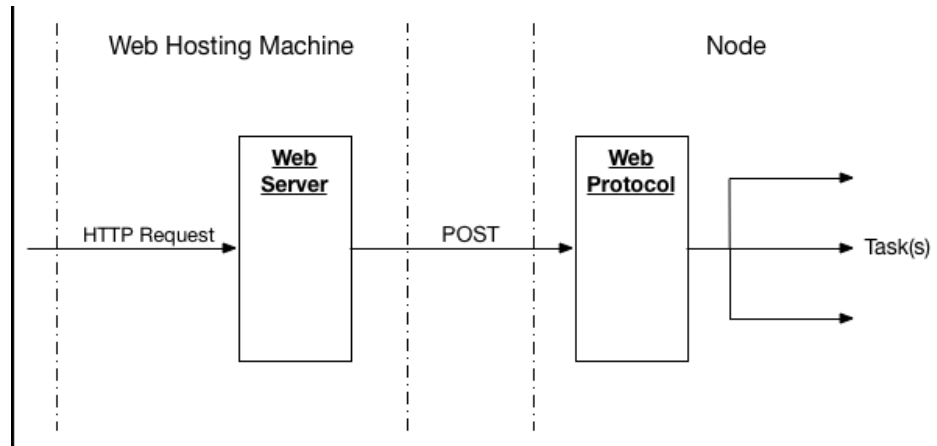 Web Hosting Machine
Node
Web
Server
Web
Protocol
HTTP Request
POST
Task(s)